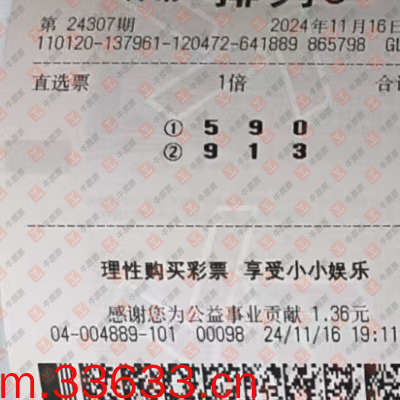 第 24307期 2024年11月16日
110120-137961-120472-641889 865798 GL
直选票 1倍 合计
① 5 9 0
② 9 1 3
理性购买彩票 享受小小娱乐
感谢您为公益事业贡献 1.36元
04-004889-101 00098 24/11/16 19:11
m.33633.cn